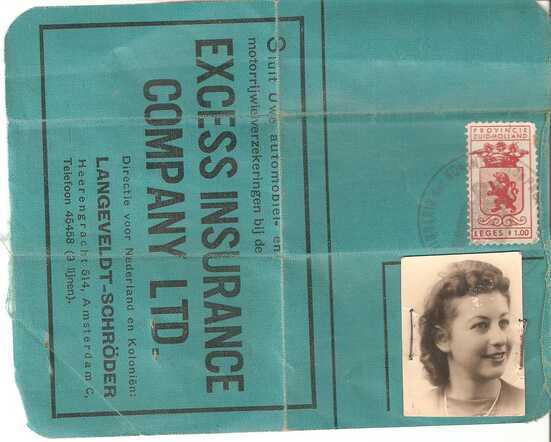 Sluit Uwe automobiel- en
motorrijwielverzekeringen bij de
EXCESS INSURANCE
COMPANY LTD.
Directie voor Nederland en Koloniën:
LANGEVELDT-SCHRÖDER
Heerengracht 514, Amsterdam C,
Telefoon 45458 (3 lijnen).
PROVINCIE
ZUID-HOLLAND
LEGES ƒ 1.00